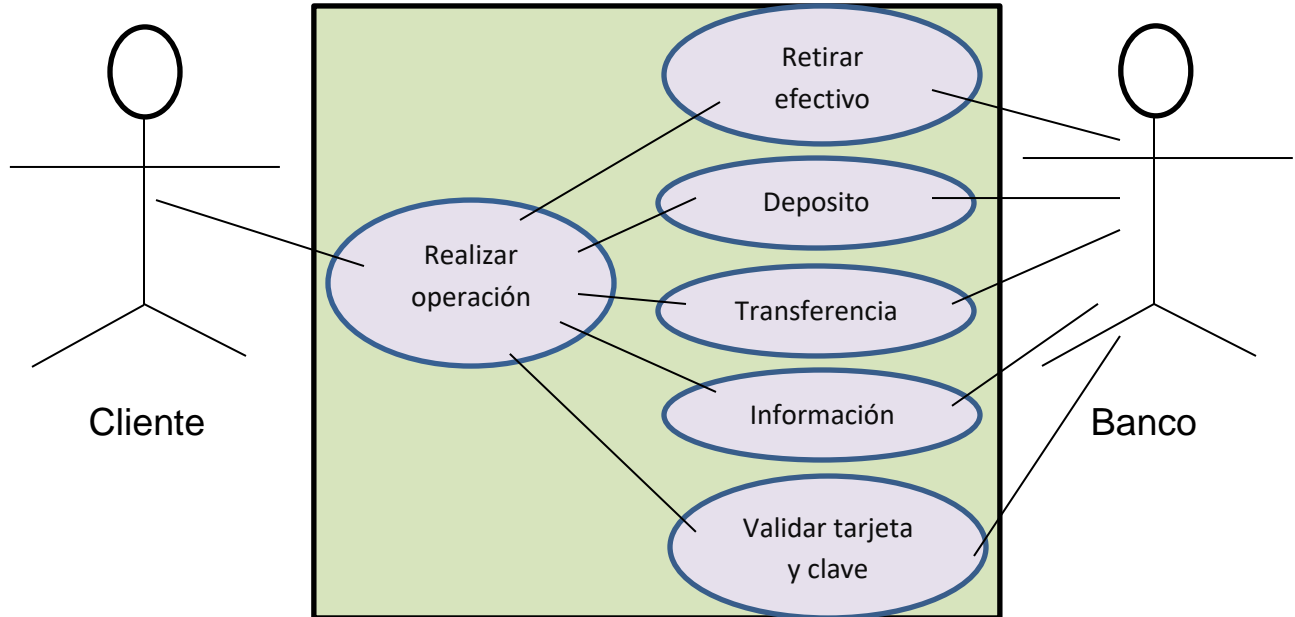 Retirar
efectivo
Deposito
Realizar
operación
Transferencia
Información
Cliente
Banco
Validar tarjeta
y clave